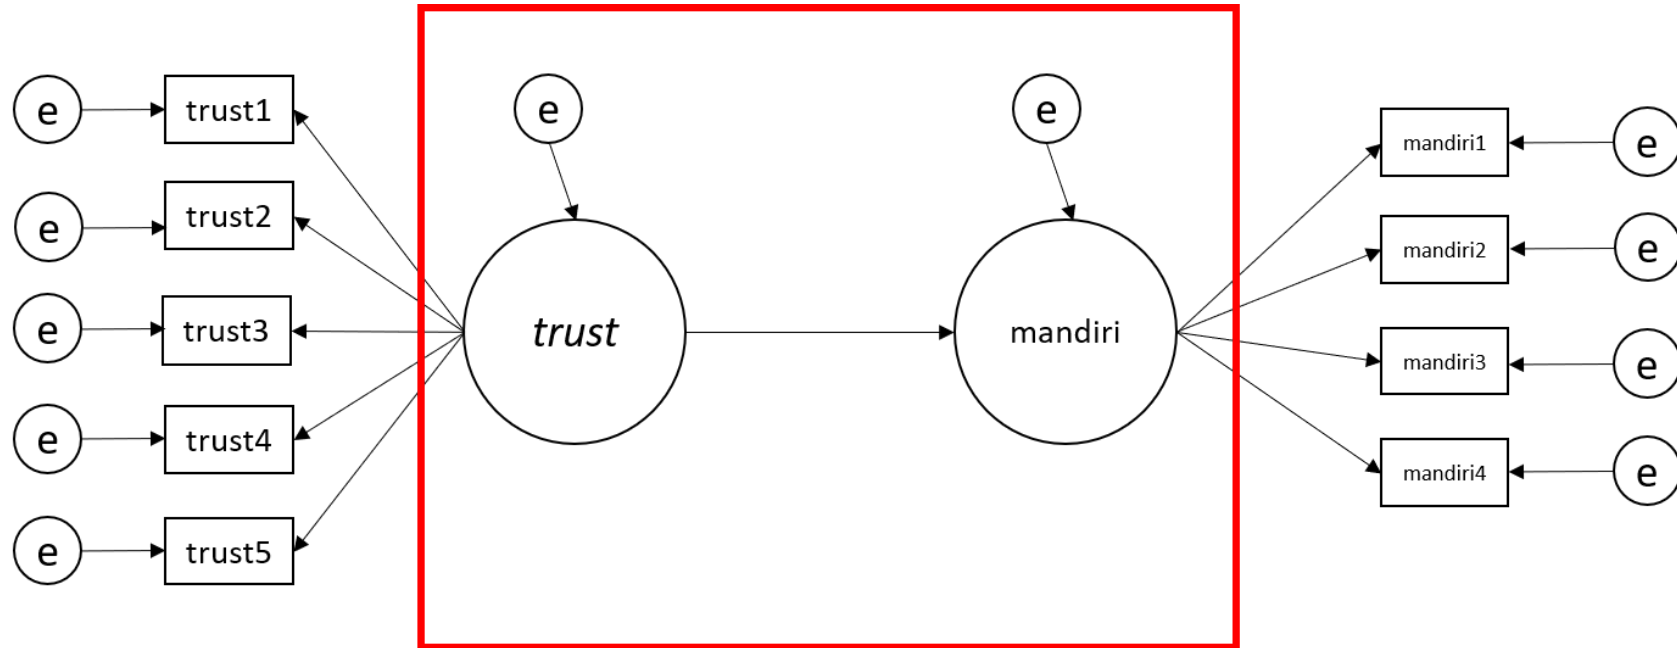 e
trust1
e
trust2
e
trust3
e
trust4
e
trust5
e
trust
e
mandiri
mandiri1
e
mandiri2
e
mandiri3
e
mandiri4
e